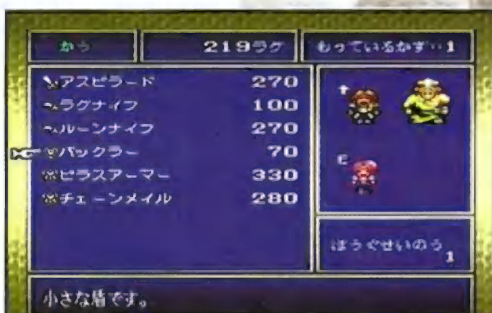 かう 219ラゲ もっているかず…1
アスピラード 270
ラグナイフ 100
ルーンナイフ 270
バックラー 70
ピラスアーマー 330
チェーンメイル 280
↑
E
ぼうぐせいのう
1
小さな盾です。